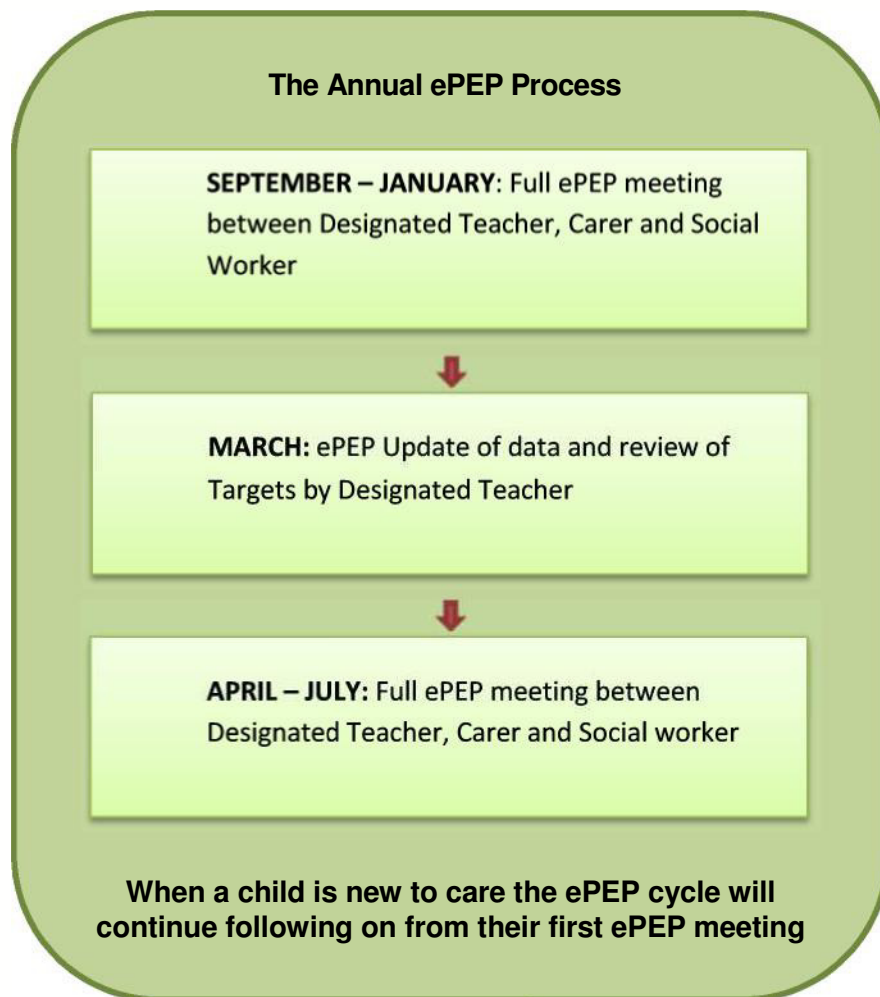 The Annual ePEP Process
SEPTEMBER – JANUARY: Full ePEP meeting
between Designated Teacher, Carer and Social
Worker
MARCH: ePEP Update of data and review of
Targets by Designated Teacher
APRIL – JULY: Full ePEP meeting between
Designated Teacher, Carer and Social worker
When a child is new to care the ePEP cycle will
continue following on from their first ePEP meeting